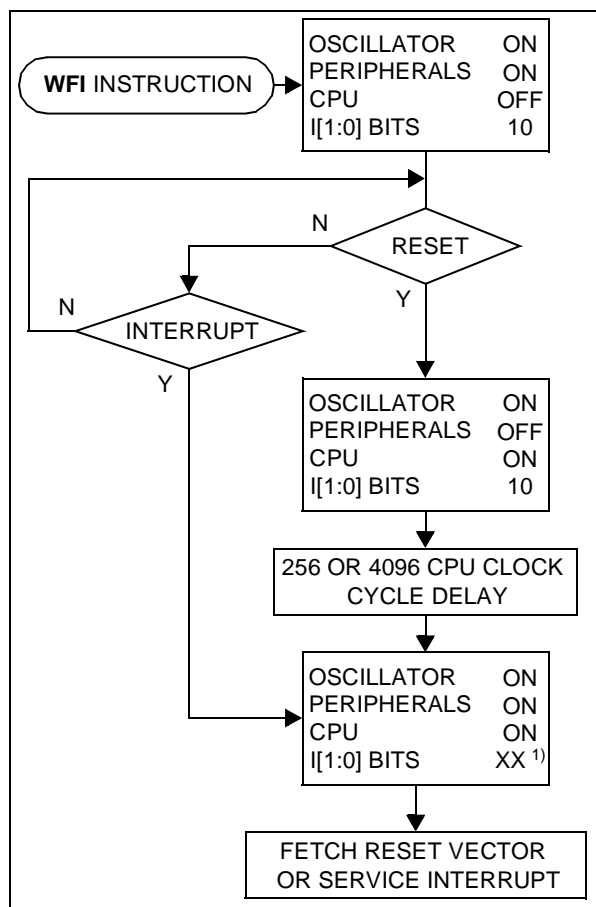 WFI INSTRUCTION
OSCILLATOR ON
PERIPHERALS ON
CPU OFF
I[1:0] BITS 10
N
RESET
N
INTERRUPT
Y
Y
OSCILLATOR ON
PERIPHERALS OFF
CPU ON
I[1:0] BITS 10
256 OR 4096 CPU CLOCK
CYCLE DELAY
OSCILLATOR ON
PERIPHERALS ON
CPU ON
I[1:0] BITS XX 1)
FETCH RESET VECTOR
OR SERVICE INTERRUPT